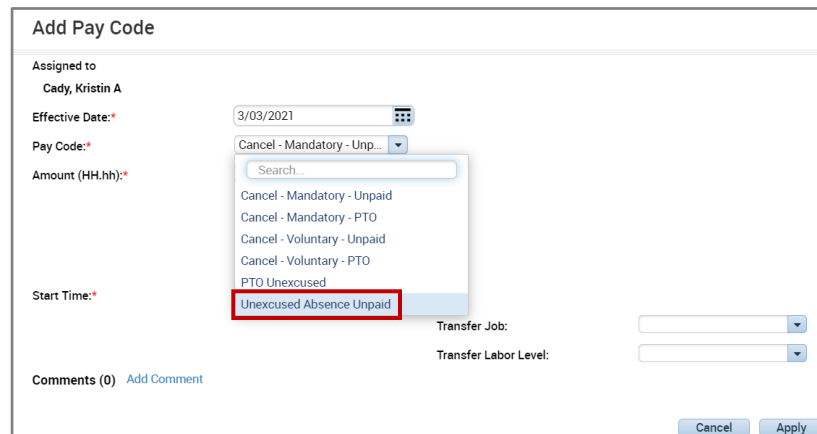 Add Pay Code
Assigned to
Cady, Kristin A
Effective Date:* 3/03/2021
Pay Code:* Cancel - Mandatory - Unp...
Amount (HH.hh):* Search...
Cancel - Mandatory - Unpaid
Cancel - Mandatory - PTO
Cancel - Voluntary - Unpaid
Cancel - Voluntary - PTO
PTO Unexcused
Start Time:* Unexcused Absence Unpaid
Transfer Job:
Transfer Labor Level:
Comments (0) Add Comment
Cancel Apply